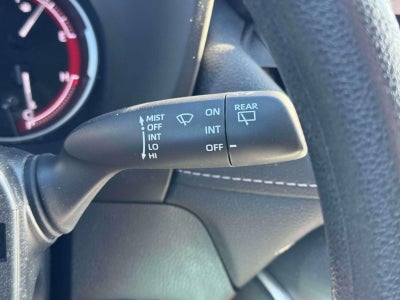 MIST
OFF
INT
LO
HI
ON
INT
OFF
REAR
H